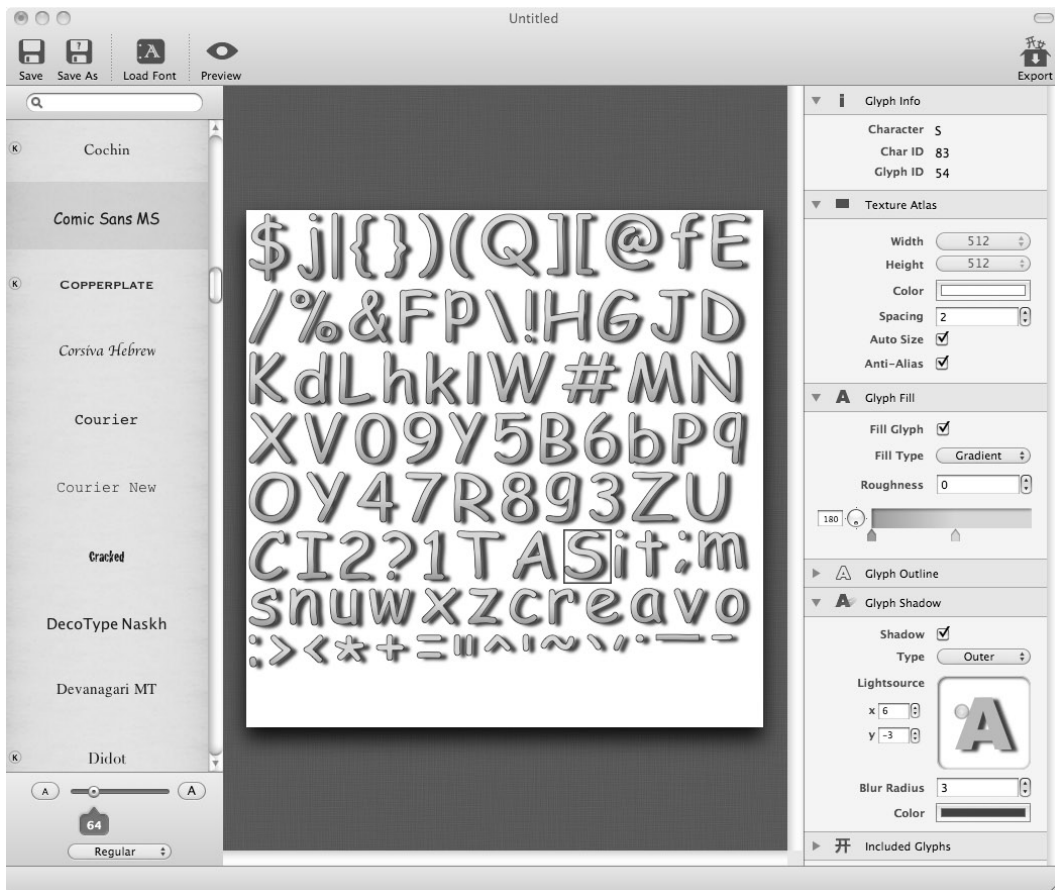 Untitled
Save Save As Load Font Preview Export
Cochin
Comic Sans MS
COPPERPLATE
Corsiva Hebrew
Courier
Courier New
Cracked
DecoType Naskh
Devanagari MT
Didot
A A
64
Regular
$j|{})(Q][@fE
/%&Fp\!HGJD
KdLhklW#MN
XV09Y5B6bPq
Oy47R8g3ZU
CI2?1TASit;m
snuwxzcreavo
:><*+="^'~`,.—-
Glyph Info
Character S
Char ID 83
Glyph ID 54
Texture Atlas
Width 512
Height 512
Color
Spacing 2
Auto Size
Anti-Alias
Glyph Fill
Fill Glyph
Fill Type Gradient
Roughness 0
180
Glyph Outline
Glyph Shadow
Shadow
Type Outer
Lightsource
x 6
y -3
A
Blur Radius 3
Color
Included Glyphs